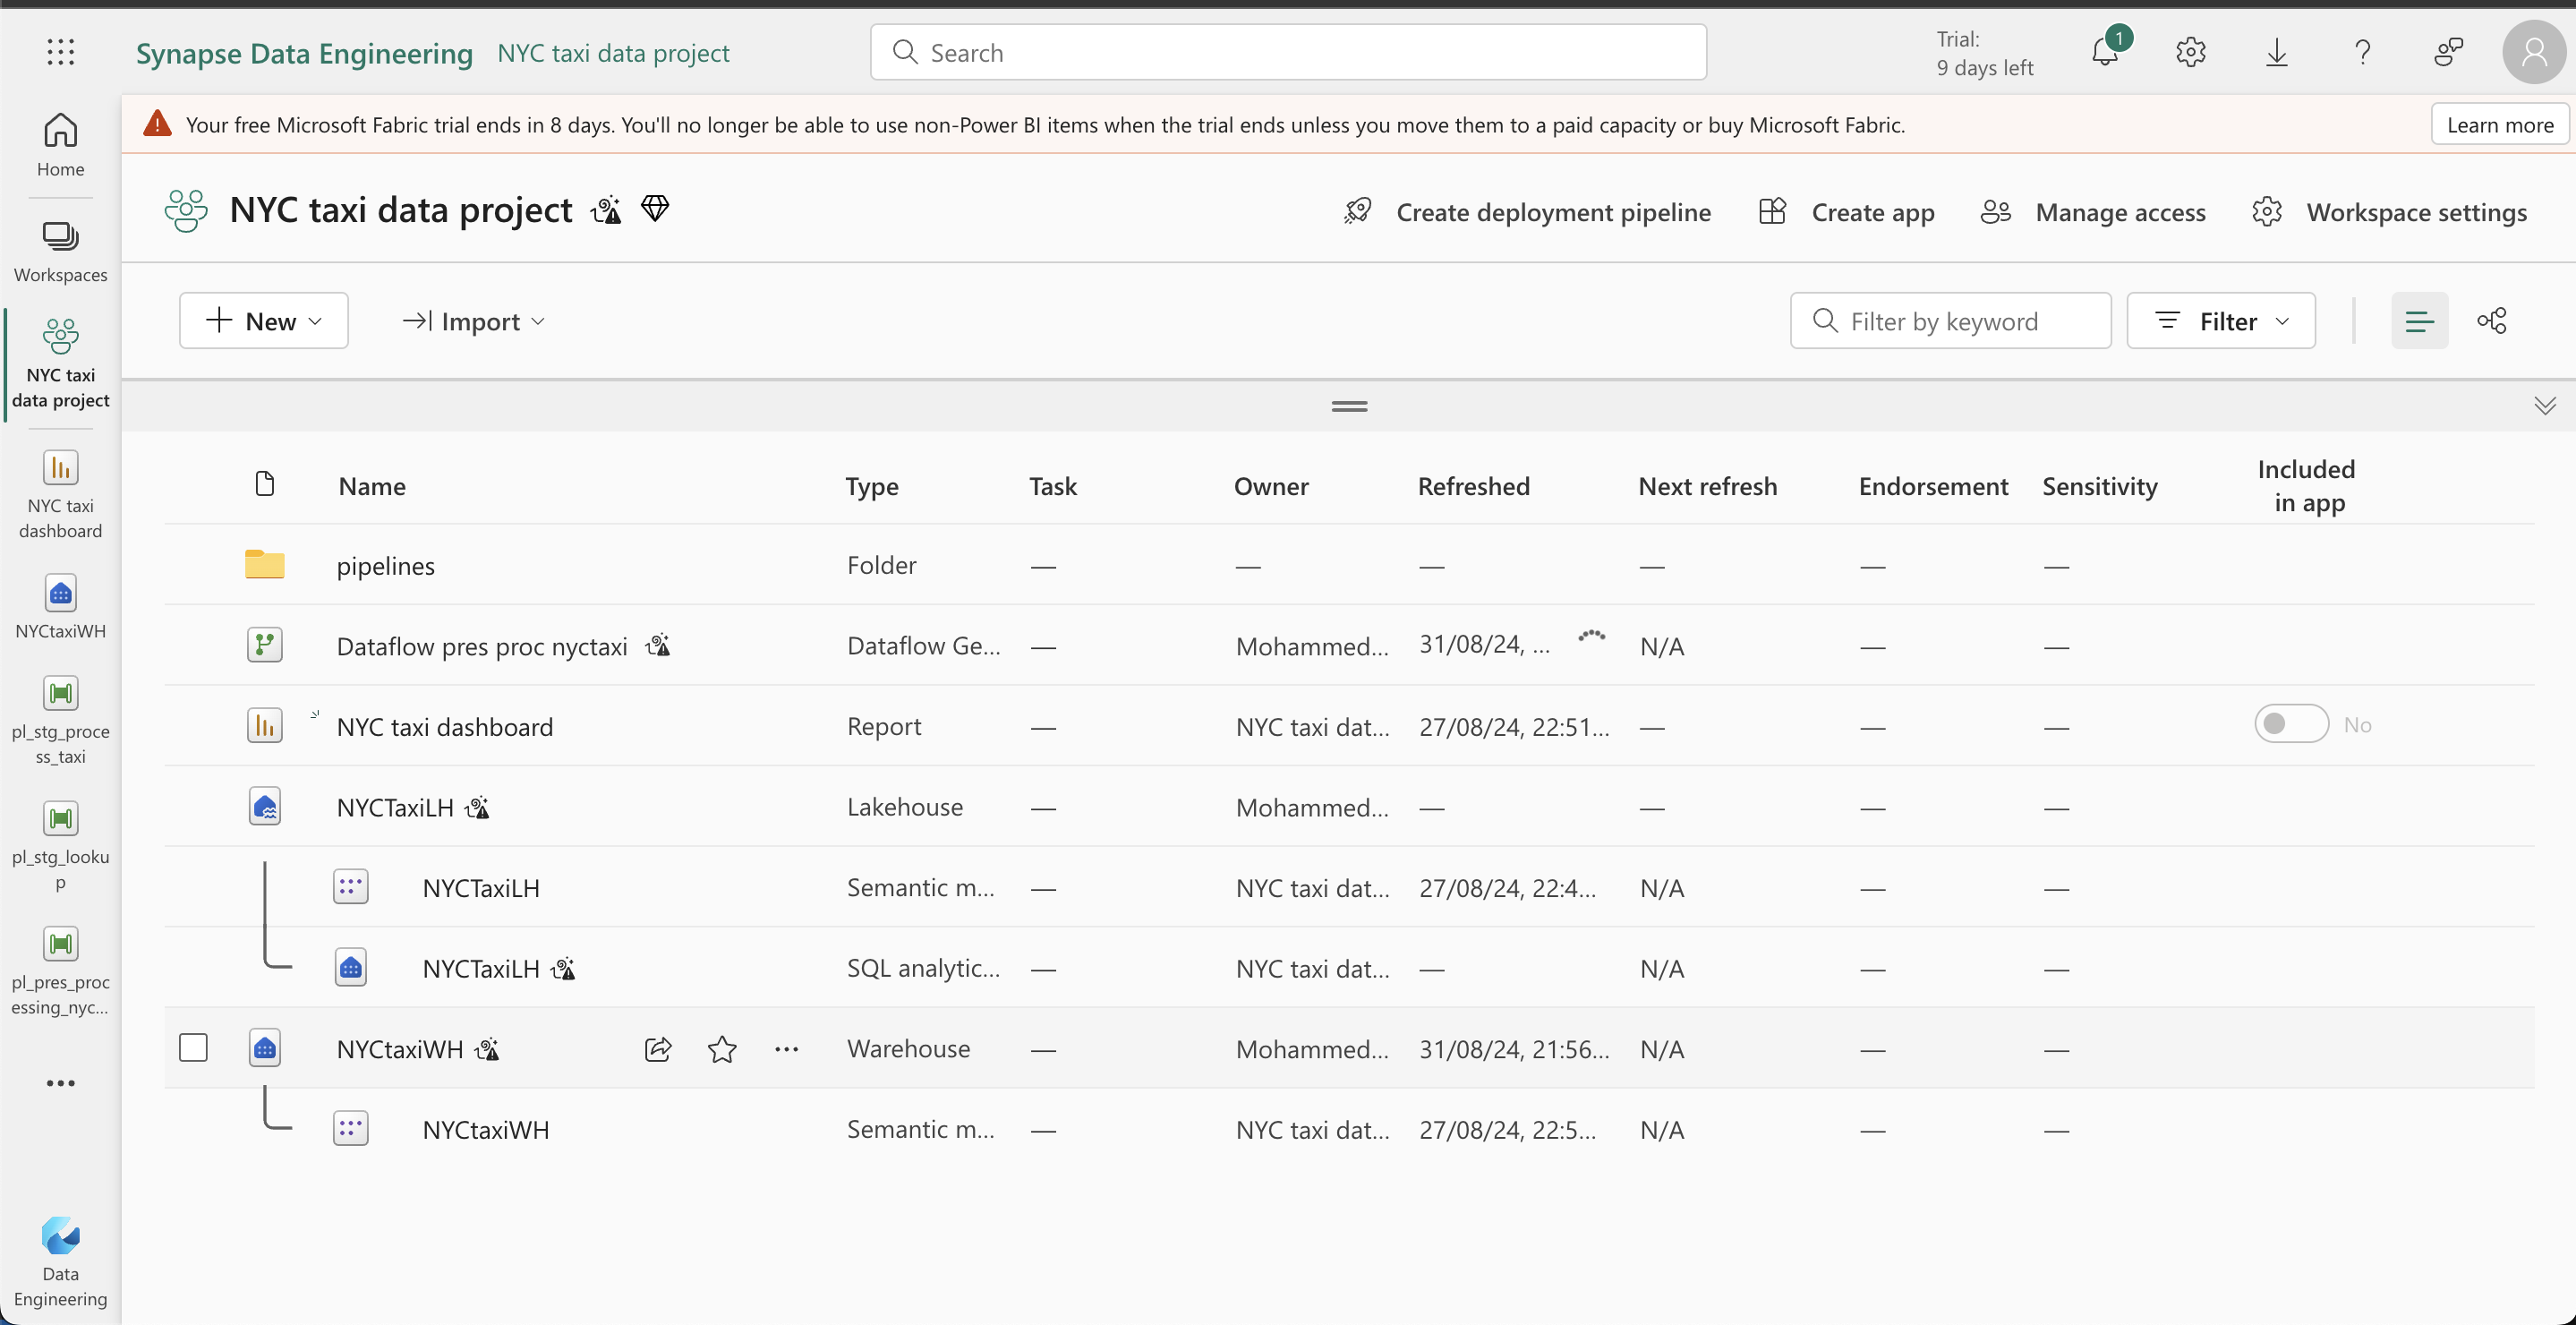 Synapse Data Engineering NYC taxi data project Search Trial: 1
9 days left
Your free Microsoft Fabric trial ends in 8 days. You'll no longer be able to use non-Power BI items when the trial ends unless you move them to a paid capacity or buy Microsoft Fabric. Learn more
Home
Workspaces
NYC taxi
data project
NYC taxi
dashboard
NYCtaxiWH
pl_stg_proce
ss_taxi
pl_stg_looku
p
pl_pres_proc
essing_nyc...
Data
Engineering
NYC taxi data project Create deployment pipeline Create app Manage access Workspace settings
New Import Filter by keyword Filter
Name Type Task Owner Refreshed Next refresh Endorsement Sensitivity Included
in app
pipelines Folder — — — — — —
Dataflow pres proc nyctaxi Dataflow Ge... — Mohammed... 31/08/24, ... N/A — —
NYC taxi dashboard Report — NYC taxi dat... 27/08/24, 22:51... — — — No
NYCTaxiLH Lakehouse — Mohammed... — — — —
NYCTaxiLH Semantic m... — NYC taxi dat... 27/08/24, 22:4... N/A — —
NYCTaxiLH SQL analytic... — NYC taxi dat... — N/A — —
NYCtaxiWH Warehouse — Mohammed... 31/08/24, 21:56... N/A — —
NYCtaxiWH Semantic m... — NYC taxi dat... 27/08/24, 22:5... N/A — —